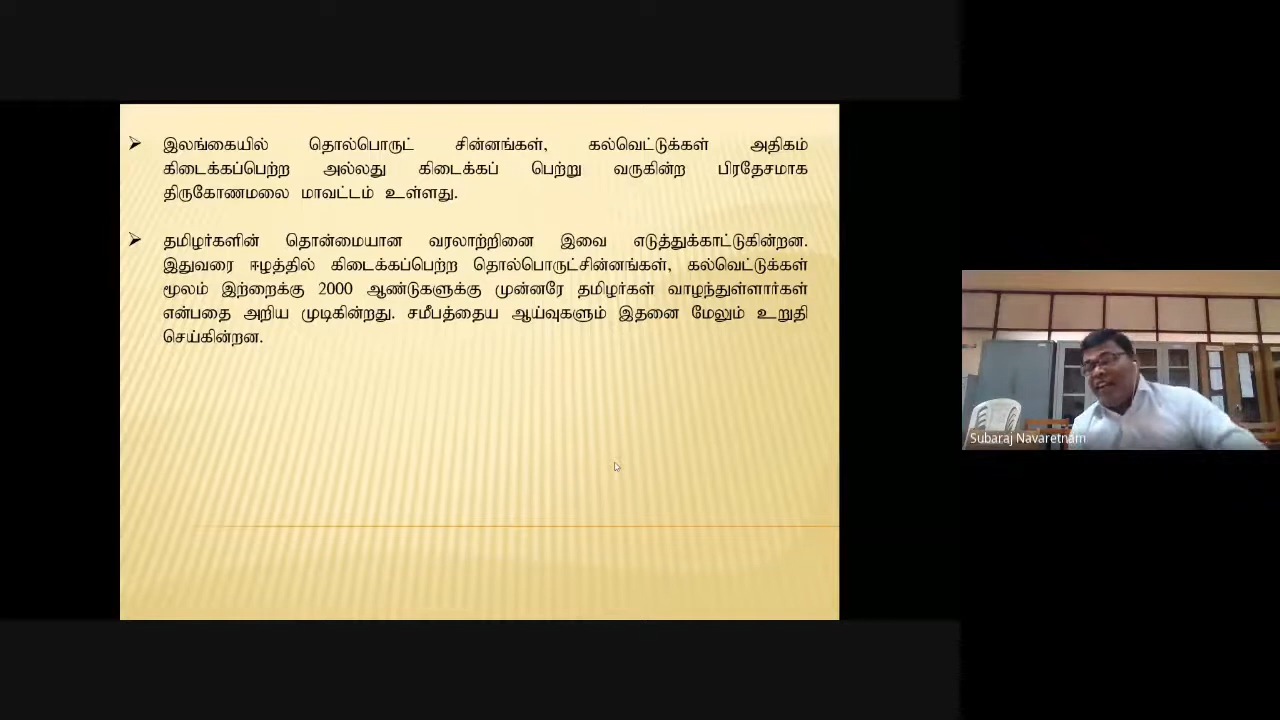 ➢ இலங்கையில் தொல்பொருட் சின்னங்கள், கல்வெட்டுக்கள் அதிகம்
கிடைக்கப்பெற்ற அல்லது கிடைக்கப் பெற்று வருகின்ற பிரதேசமாக
திருகோணமலை மாவட்டம் உள்ளது.
➢ தமிழர்களின் தொன்மையான வரலாற்றினை இவை எடுத்துக்காட்டுகின்றன.
இதுவரை ஈழத்தில் கிடைக்கப்பெற்ற தொல்பொருட்சின்னங்கள், கல்வெட்டுக்கள்
மூலம் இற்றைக்கு 2000 ஆண்டுகளுக்கு முன்னரே தமிழர்கள் வாழந்துள்ளார்கள்
என்பதை அறிய முடிகின்றது. சமீபத்தைய ஆய்வுகளும் இதனை மேலும் உறுதி
செய்கின்றன.
Subaraj Navaretnam